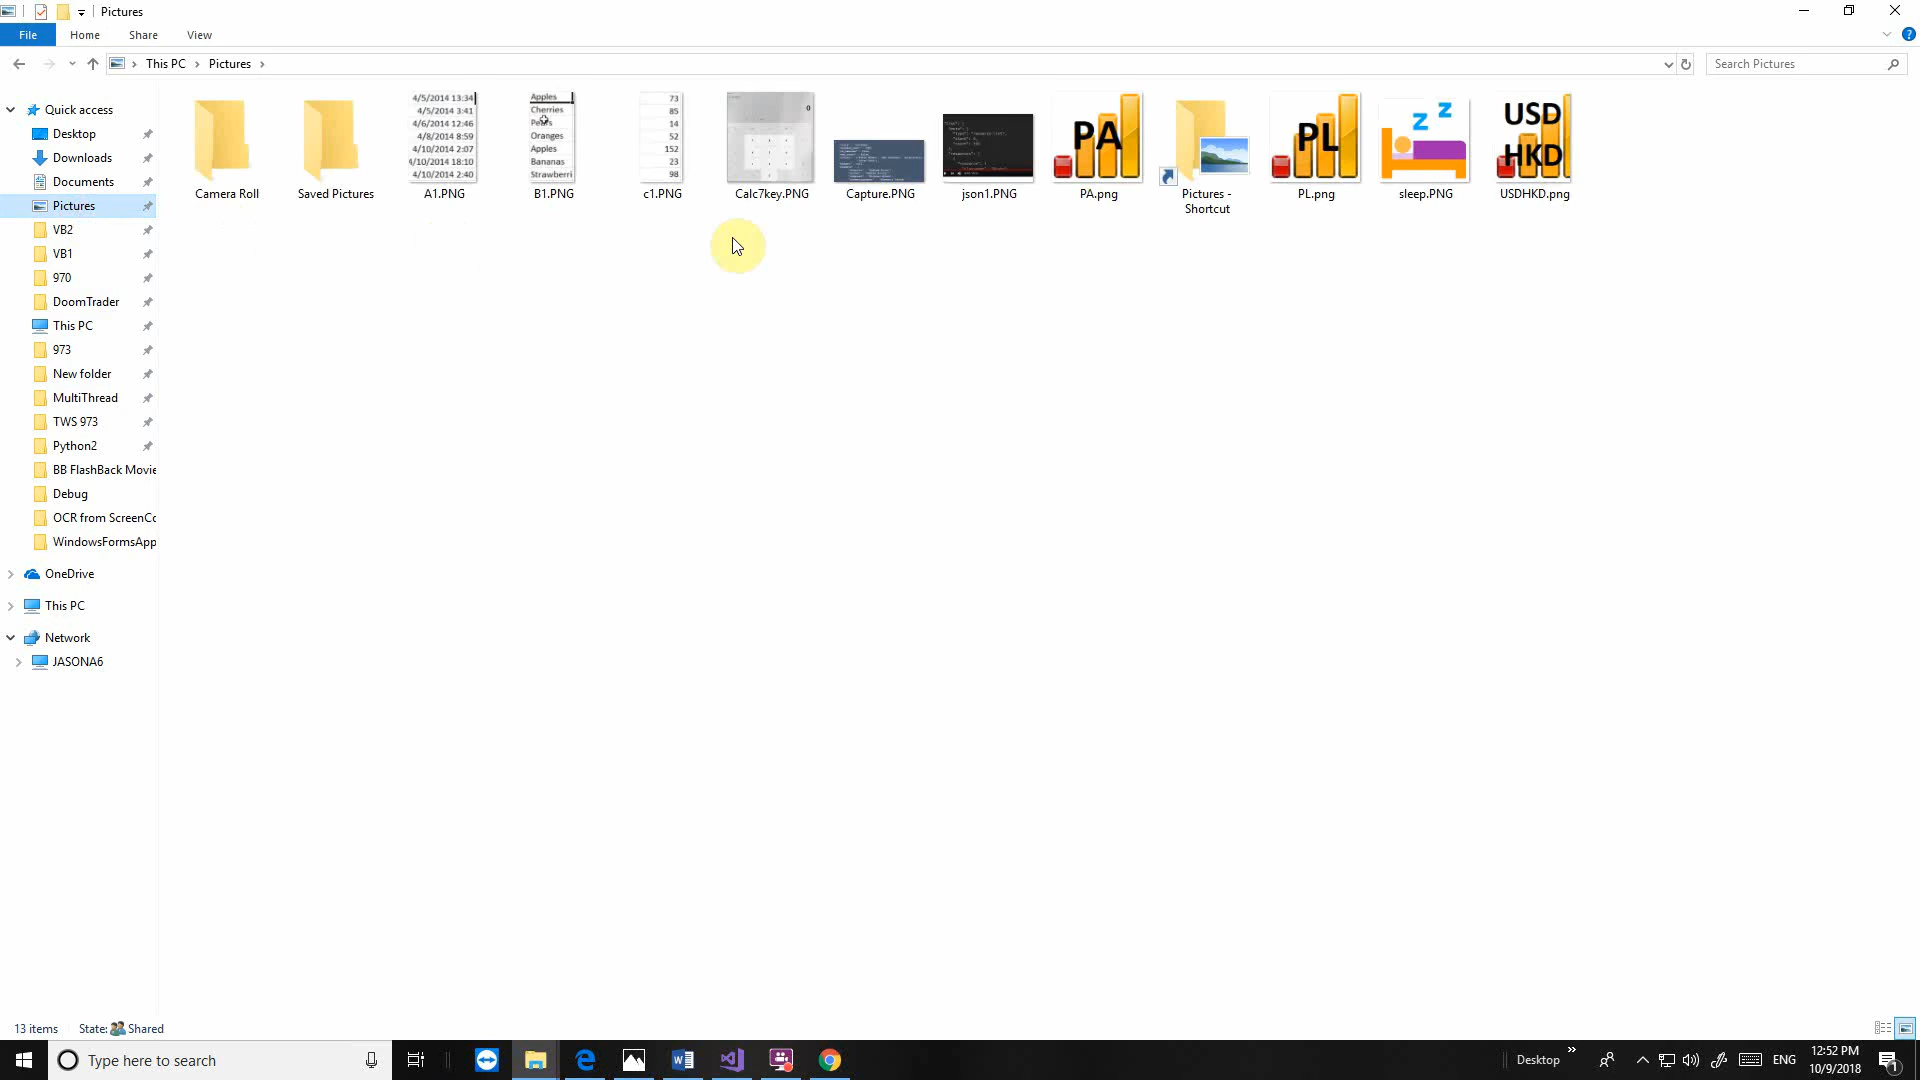 Pictures
File Home Share View
This PC Pictures
Search Pictures
Quick access
Desktop
Downloads
Documents
Pictures
VB2
VB1
970
DoomTrader
This PC
973
New folder
MultiThread
TWS 973
Python2
BB FlashBack Movie
Debug
OCR from ScreenCo
WindowsFormsApp
OneDrive
This PC
Network
JASONA6
4/5/2014 13:34
4/5/2014 3:41
4/6/2014 12:46
4/8/2014 8:59
4/10/2014 2:07
4/10/2014 18:10
4/10/2014 2:40
Apples
Cherries
Pears
Oranges
Apples
Bananas
Strawberri
73
85
14
52
152
23
98
0
PA
PL
Z Z
USD
HKD
Camera Roll
Saved Pictures
A1.PNG
B1.PNG
c1.PNG
Calc7key.PNG
Capture.PNG
json1.PNG
PA.png
Pictures -
Shortcut
PL.png
sleep.PNG
USDHKD.png
13 items State: Shared
Type here to search
Desktop
ENG
12:52 PM
10/9/2018
1